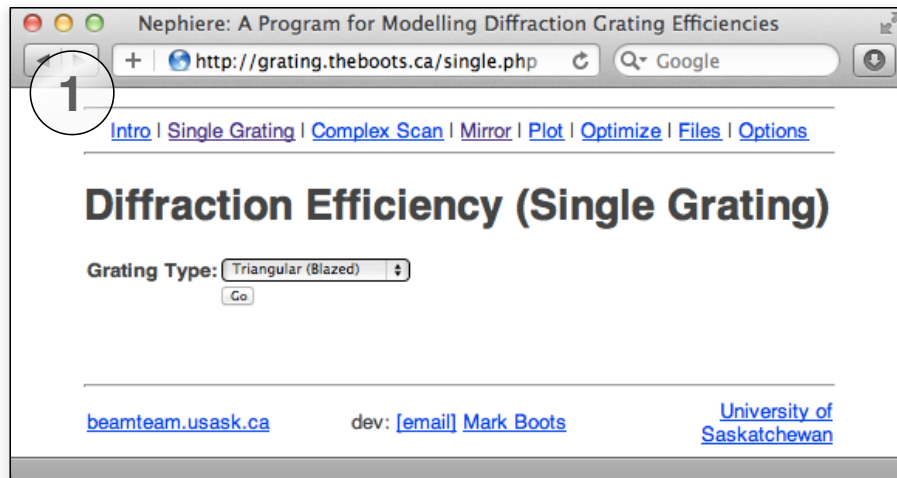 Nephiere: A Program for Modelling Diffraction Grating Efficiencies
http://grating.theboots.ca/single.php
Google
1
Intro | Single Grating | Complex Scan | Mirror | Plot | Optimize | Files | Options
Diffraction Efficiency (Single Grating)
Grating Type: Triangular (Blazed)
Go
beamteam.usask.ca dev: [email] Mark Boots University of
Saskatchewan